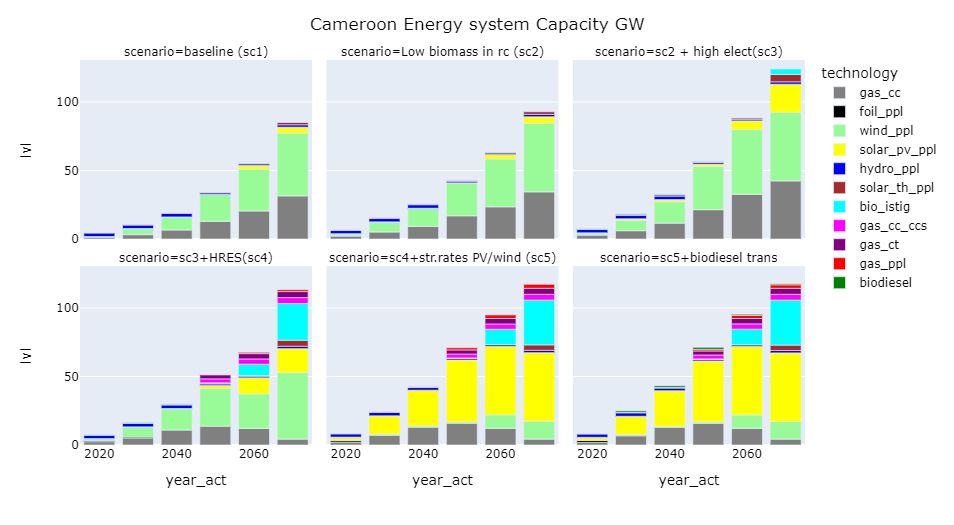 Cameroon Energy system Capacity GW
scenario=baseline (sc1)
scenario=Low biomass in rc (sc2)
scenario=sc2 + high elect(sc3)
technology
gas_cc
foil_ppl
wind_ppl
solar_pv_ppl
hydro_ppl
solar_th_ppl
bio_istig
gas_cc_ccs
gas_ct
gas_ppl
biodiesel
lvl
100
50
0
scenario=sc3+HRES(sc4)
scenario=sc4+str.rates PV/wind (sc5)
scenario=sc5+biodiesel trans
lvl
100
50
0
2020 2040 2060
2020 2040 2060
2020 2040 2060
year_act
year_act
year_act